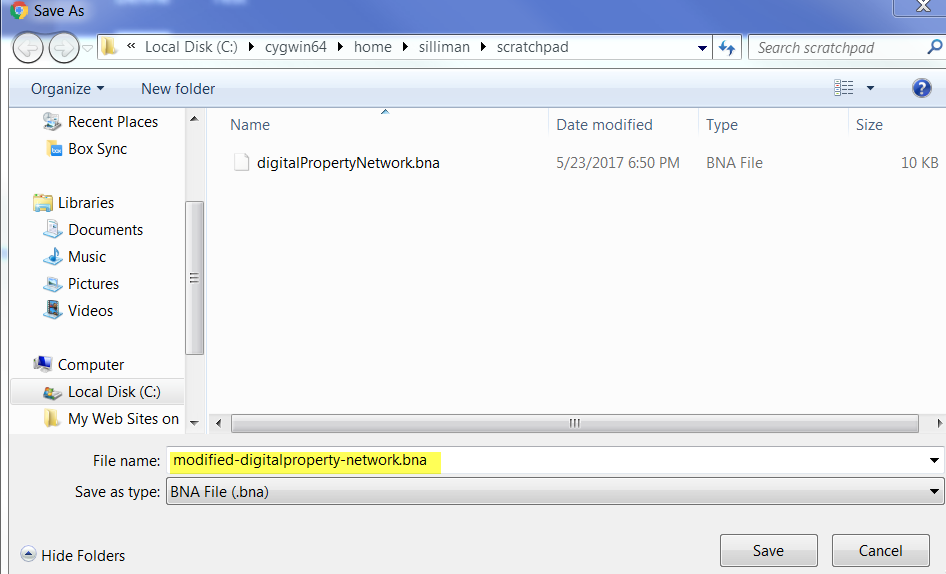 Save As
« Local Disk (C:) ▸ cygwin64 ▸ home ▸ silliman ▸ scratchpad
Search scratchpad
Organize New folder
Name Date modified Type Size
Recent Places
Box Sync
Libraries
Documents
Music
Pictures
Videos
Computer
Local Disk (C:)
My Web Sites on
digitalPropertyNetwork.bna 5/23/2017 6:50 PM BNA File 10 KB
File name: modified-digitalproperty-network.bna
Save as type: BNA File (.bna)
Hide Folders Save Cancel